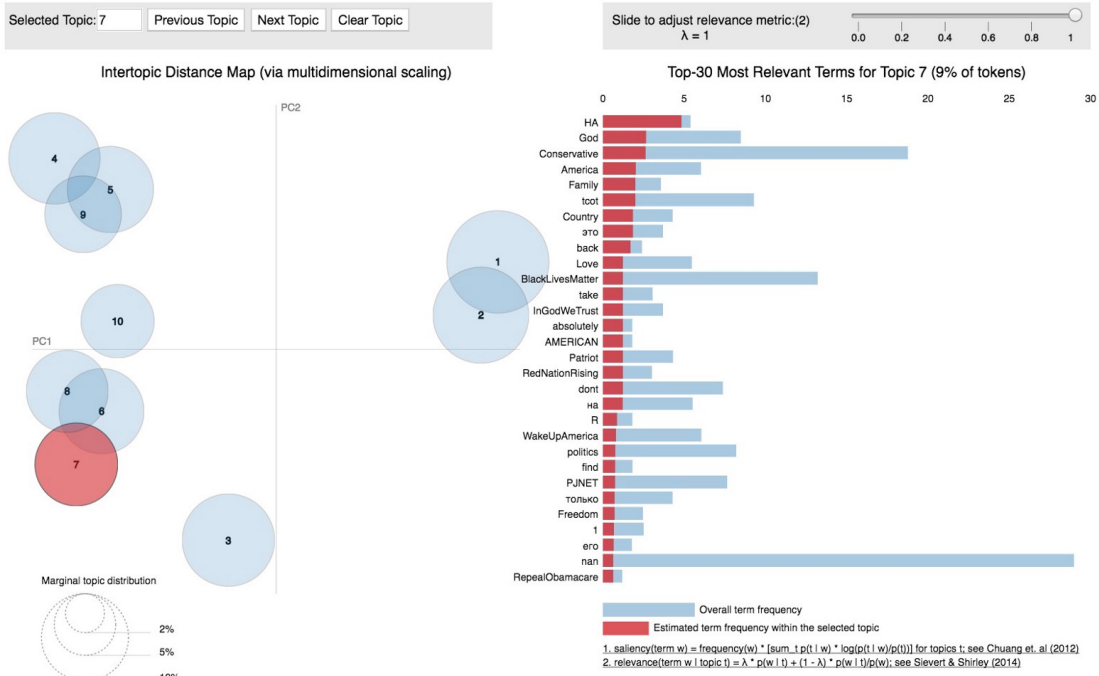 Selected Topic: 7 Previous Topic Next Topic Clear Topic
Slide to adjust relevance metric:(2)
λ = 1
0.0 0.2 0.4 0.6 0.8 1
Intertopic Distance Map (via multidimensional scaling)
PC2
PC1
4
5
9
1
2
10
8
6
7
3
Marginal topic distribution
2%
5%
Top-30 Most Relevant Terms for Topic 7 (9% of tokens)
0 5 10 15 20 25 30
HA
God
Conservative
America
Family
tcot
Country
это
back
Love
BlackLivesMatter
take
InGodWeTrust
absolutely
AMERICAN
Patriot
RedNationRising
dont
на
R
WakeUpAmerica
politics
find
PJNET
только
Freedom
1
его
nan
RepealObamacare
Overall term frequency
Estimated term frequency within the selected topic
1. saliency(term w) = frequency(w) * [sum_t p(t | w) * log(p(t | w)/p(t))] for topics t; see Chuang et. al (2012)
2. relevance(term w | topic t) = λ * p(w | t) + (1 - λ) * p(w | t)/p(w); see Sievert & Shirley (2014)